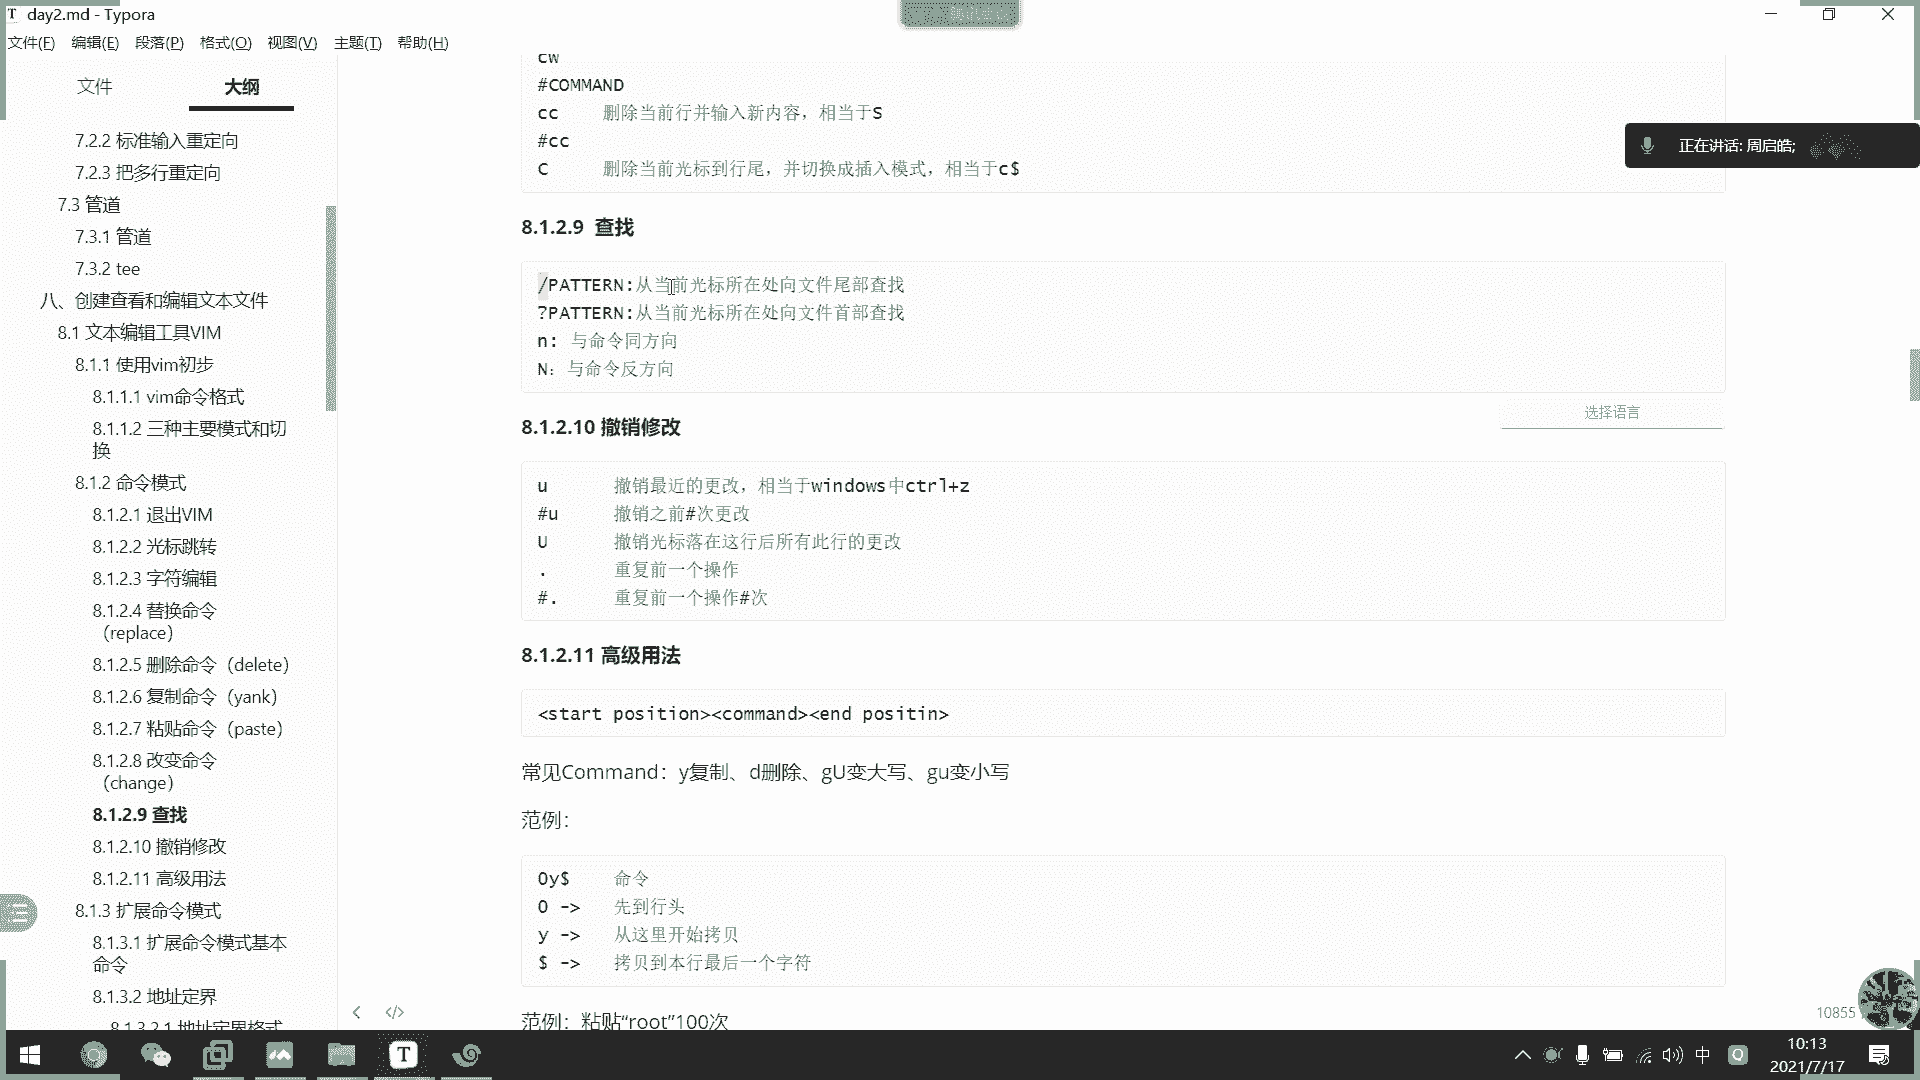 T day2.md - Typora
文件(F) 编辑(E) 段落(P) 格式(O) 视图(V) 主题(T) 帮助(H)
文件 大纲
7.2.2 标准输入重定向
7.2.3 把多行重定向
7.3 管道
7.3.1 管道
7.3.2 tee
八、创建查看和编辑文本文件
8.1 文本编辑工具VIM
8.1.1 使用vim初步
8.1.1.1 vim命令格式
8.1.1.2 三种主要模式和切
换
8.1.2 命令模式
8.1.2.1 退出VIM
8.1.2.2 光标跳转
8.1.2.3 字符编辑
8.1.2.4 替换命令
（replace）
8.1.2.5 删除命令（delete）
8.1.2.6 复制命令（yank）
8.1.2.7 粘贴命令（paste）
8.1.2.8 改变命令
（change）
8.1.2.9 查找
8.1.2.10 撤销修改
8.1.2.11 高级用法
8.1.3 扩展命令模式
8.1.3.1 扩展命令模式基本
命令
8.1.3.2 地址定界
8.1.3.2.1 地址定界格式
cw
#COMMAND
cc 删除当前行并输入新内容，相当于S
#cc
C 删除当前光标到行尾，并切换成插入模式，相当于c$
8.1.2.9 查找
/PATTERN:从当前光标所在处向文件尾部查找
?PATTERN:从当前光标所在处向文件首部查找
n: 与命令同方向
N: 与命令反方向
选择语言
8.1.2.10 撤销修改
u 撤销最近的更改，相当于windows中ctrl+z
#u 撤销之前#次更改
U 撤销光标落在这行后所有此行的更改
. 重复前一个操作
#. 重复前一个操作#次
8.1.2.11 高级用法
<start position><command><end positin>
常见Command：y复制、d删除、gU变大写、gu变小写
范例：
0y$ 命令
0 -> 先到行头
y -> 从这里开始拷贝
$ -> 拷贝到本行最后一个字符
范例：粘贴“root”100次
正在讲话: 周启皓;
10855
中
10:13
2021/7/17